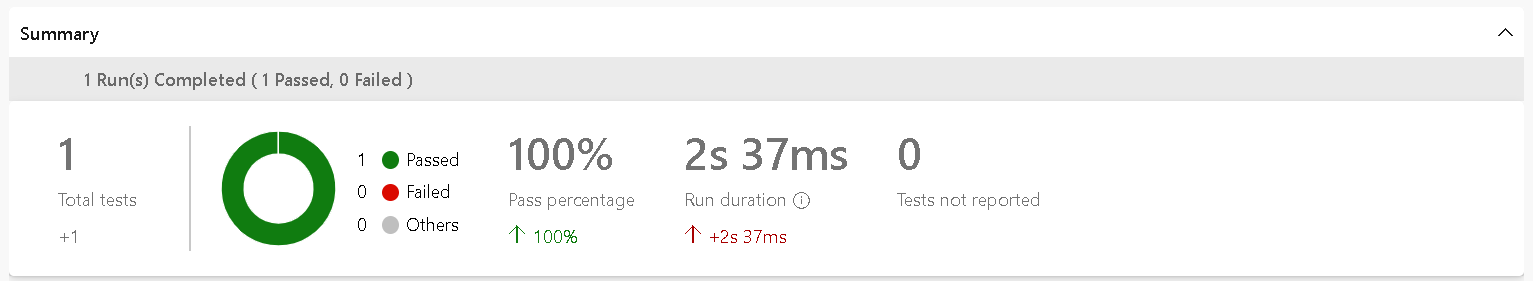 Summary
1 Run(s) Completed ( 1 Passed, 0 Failed )
1
Total tests
+1
1 Passed
0 Failed
0 Others
100%
Pass percentage
100%
2s 37ms
Run duration
+2s 37ms
0
Tests not reported